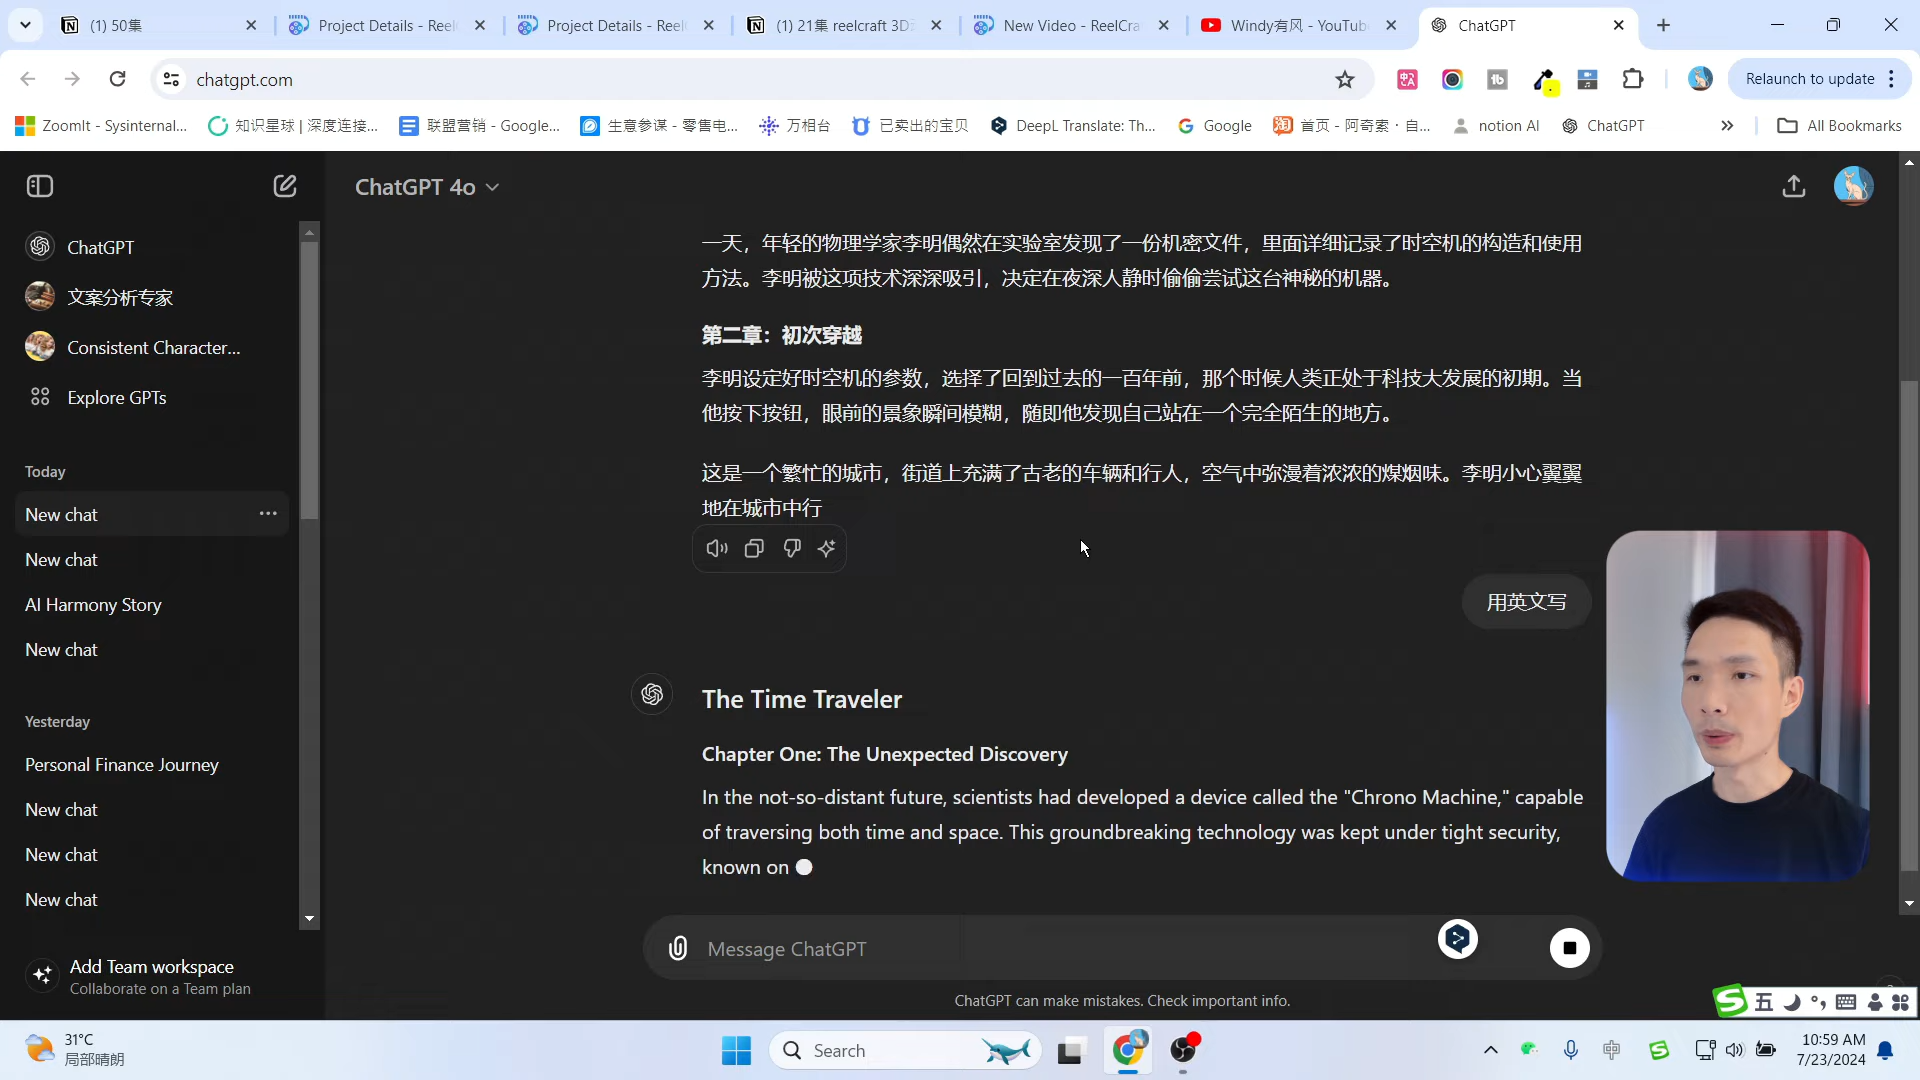 (1) 50集
Project Details - Reel
Project Details - Reel
(1) 21集 reelcraft 3D
New Video - ReelCra
Windy有风 - YouTub
ChatGPT
chatgpt.com
Relaunch to update
ZoomIt - Sysinternal...
知识星球 | 深度连接...
联盟营销 - Google...
生意参谋 - 零售电...
万相台
已卖出的宝贝
DeepL Translate: Th...
Google
首页 - 阿奇索 · 自...
notion AI
ChatGPT
All Bookmarks
ChatGPT
文案分析专家
Consistent Character...
Explore GPTs
Today
New chat
New chat
AI Harmony Story
New chat
Yesterday
Personal Finance Journey
New chat
New chat
New chat
Add Team workspace
Collaborate on a Team plan
ChatGPT 4o
一天，年轻的物理学家李明偶然在实验室发现了一份机密文件，里面详细记录了时空机的构造和使用
方法。李明被这项技术深深吸引，决定在夜深人静时偷偷尝试这台神秘的机器。
第二章：初次穿越
李明设定好时空机的参数，选择了回到过去的一百年前，那个时候人类正处于科技大发展的初期。当
他按下按钮，眼前的景象瞬间模糊，随即他发现自己站在一个完全陌生的地方。
这是一个繁忙的城市，街道上充满了古老的车辆和行人，空气中弥漫着浓浓的煤烟味。李明小心翼翼
地在城市中行
用英文写
The Time Traveler
Chapter One: The Unexpected Discovery
In the not-so-distant future, scientists had developed a device called the "Chrono Machine," capable
of traversing both time and space. This groundbreaking technology was kept under tight security,
known on
Message ChatGPT
ChatGPT can make mistakes. Check important info.
五
31°C
局部晴朗
Search
中
10:59 AM
7/23/2024